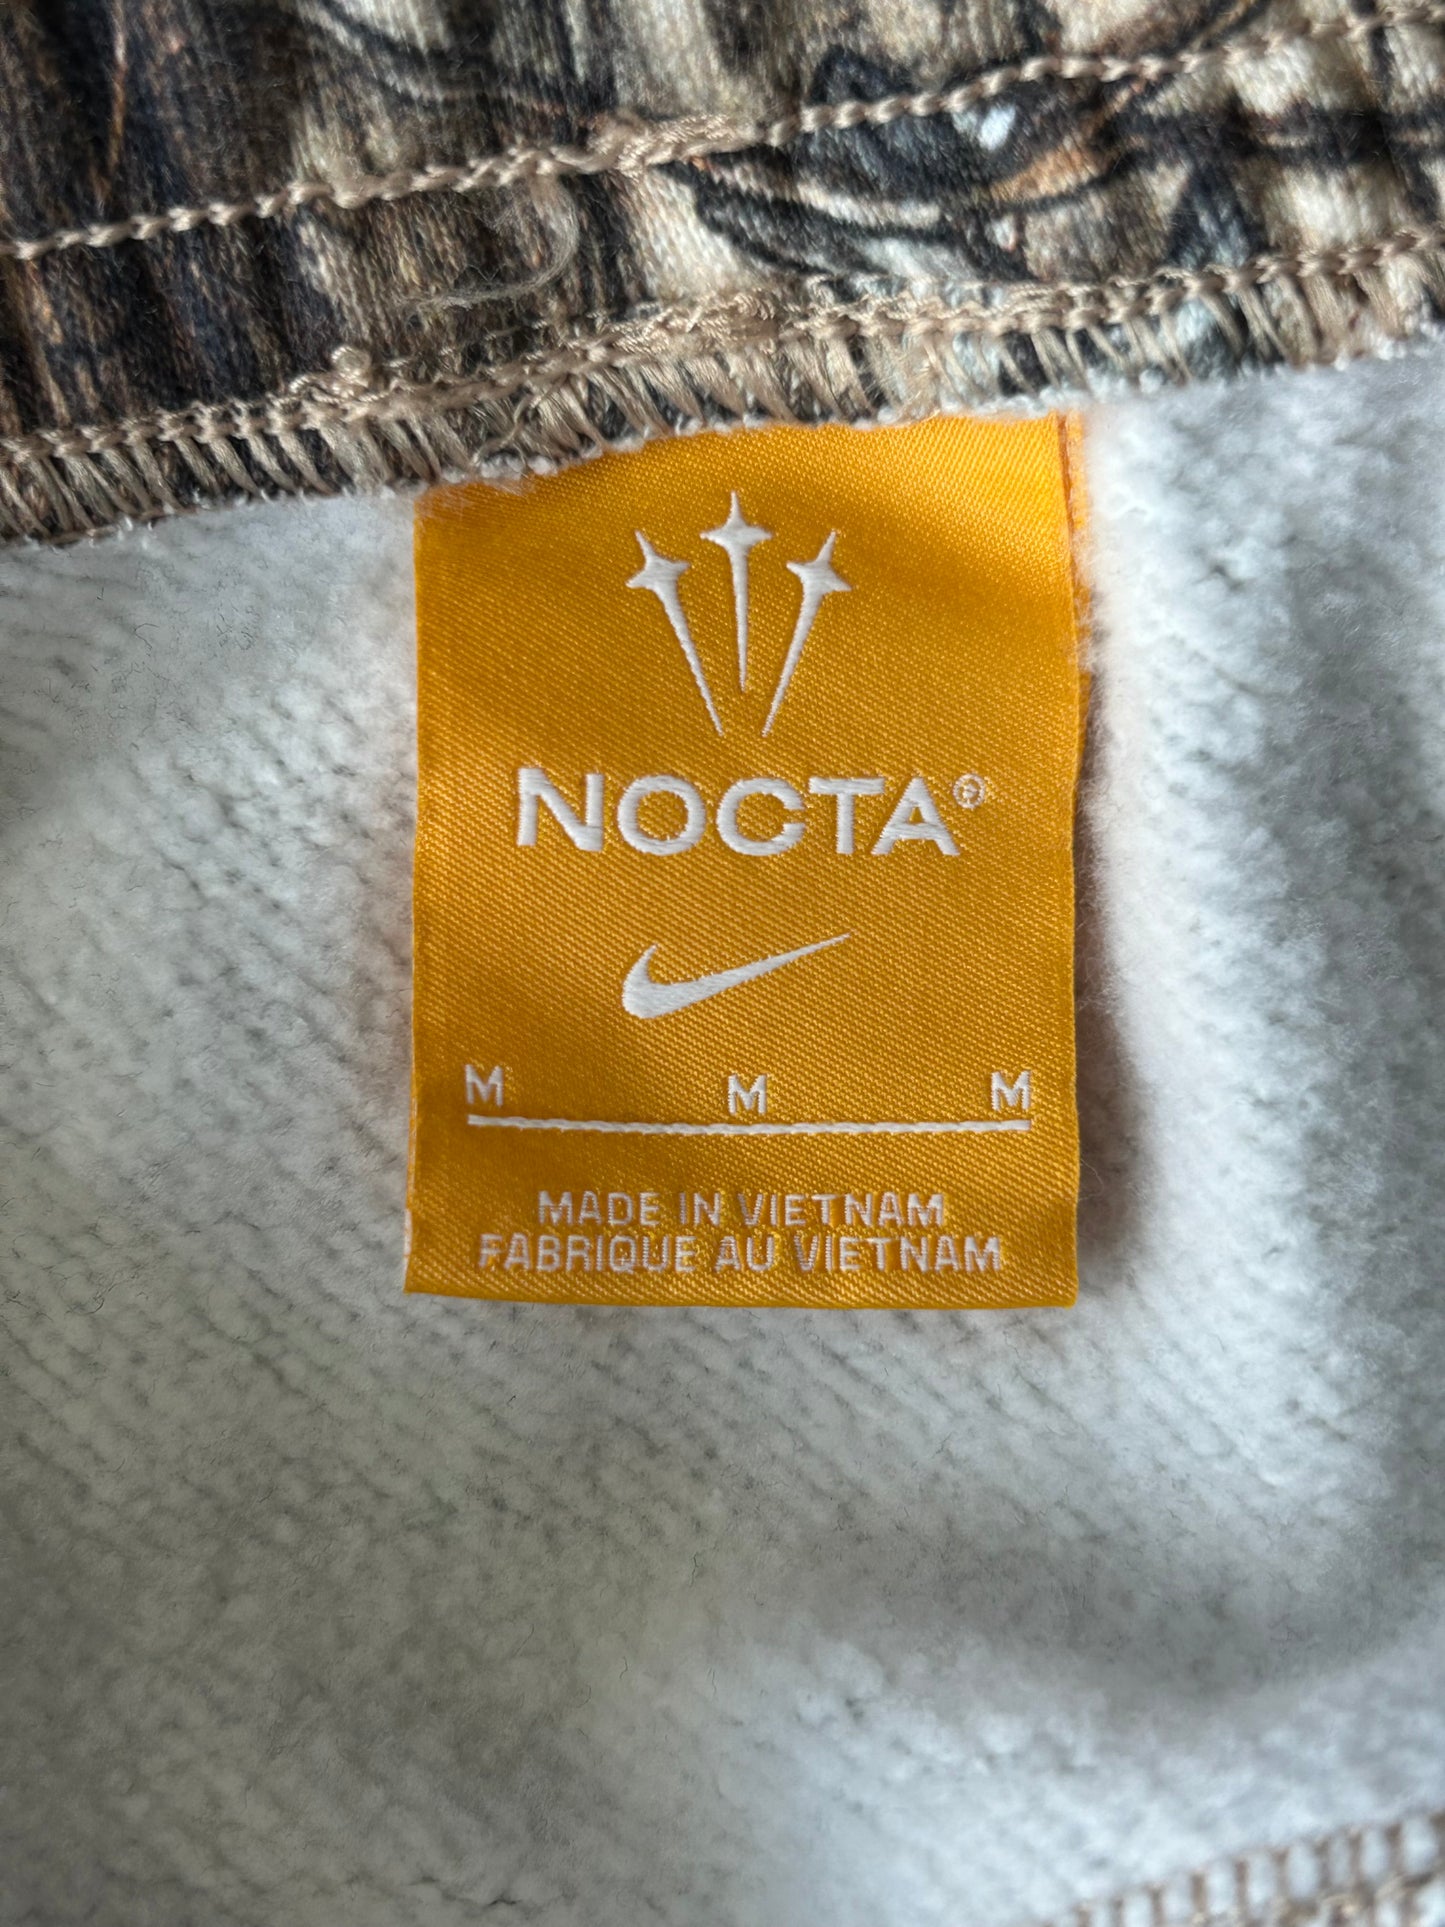 NOCTA®
M M M
MADE IN VIETNAM
FABRIQUE AU VIETNAM